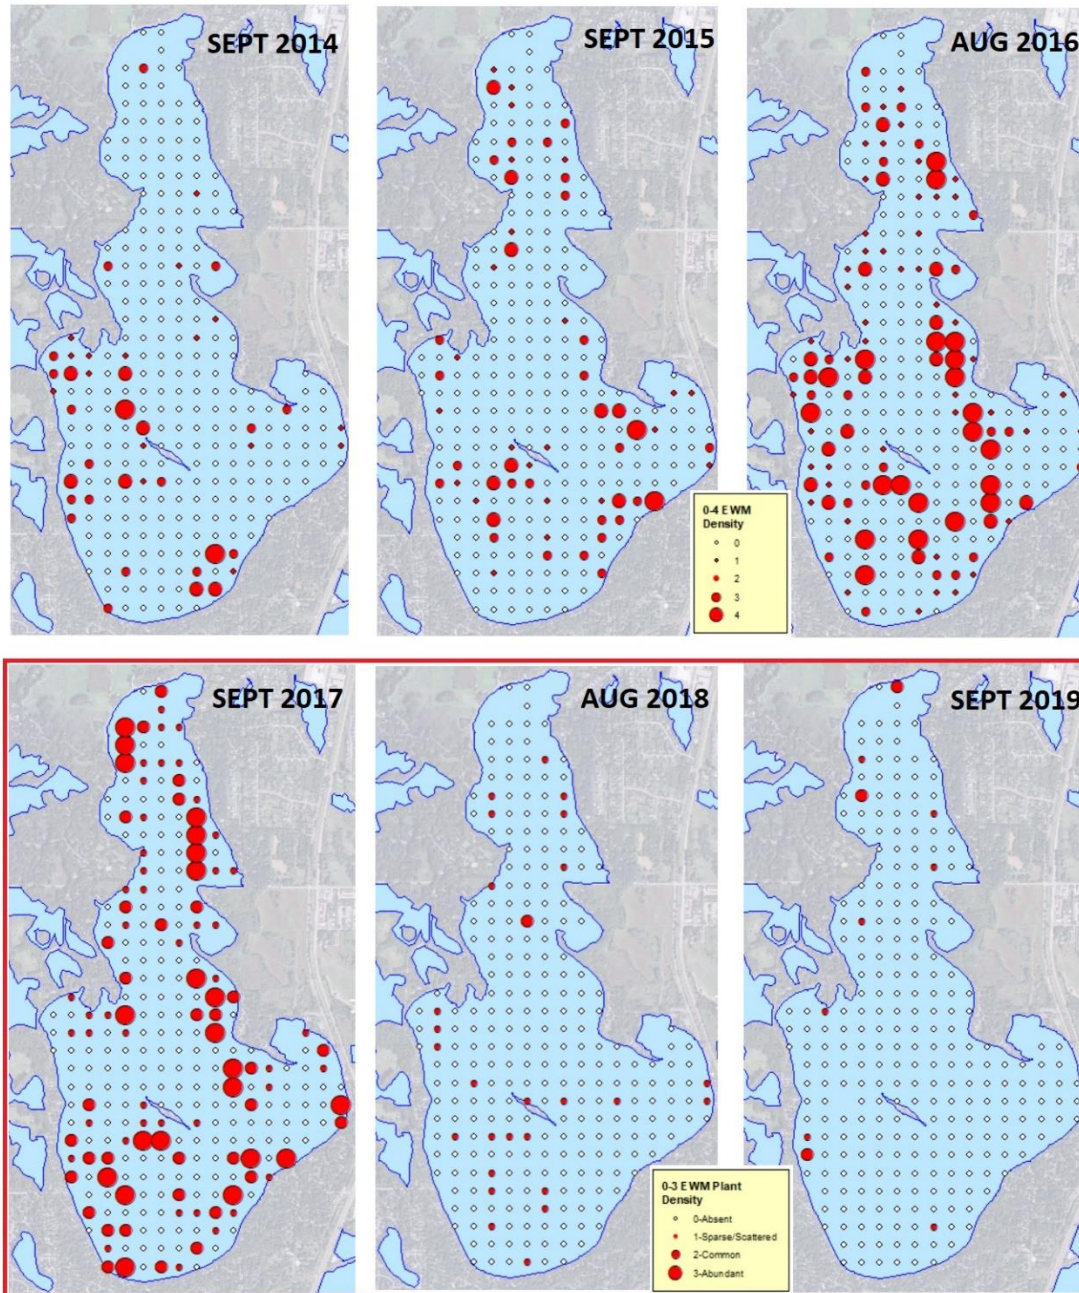 SEPT 2014
SEPT 2015
AUG 2016
0-4 EWM
Density
0
1
2
3
4
SEPT 2017
AUG 2018
SEPT 2019
0-3 EWM Plant
Density
0-Absent
1-Sparse/Scattered
2-Common
3-Abundant